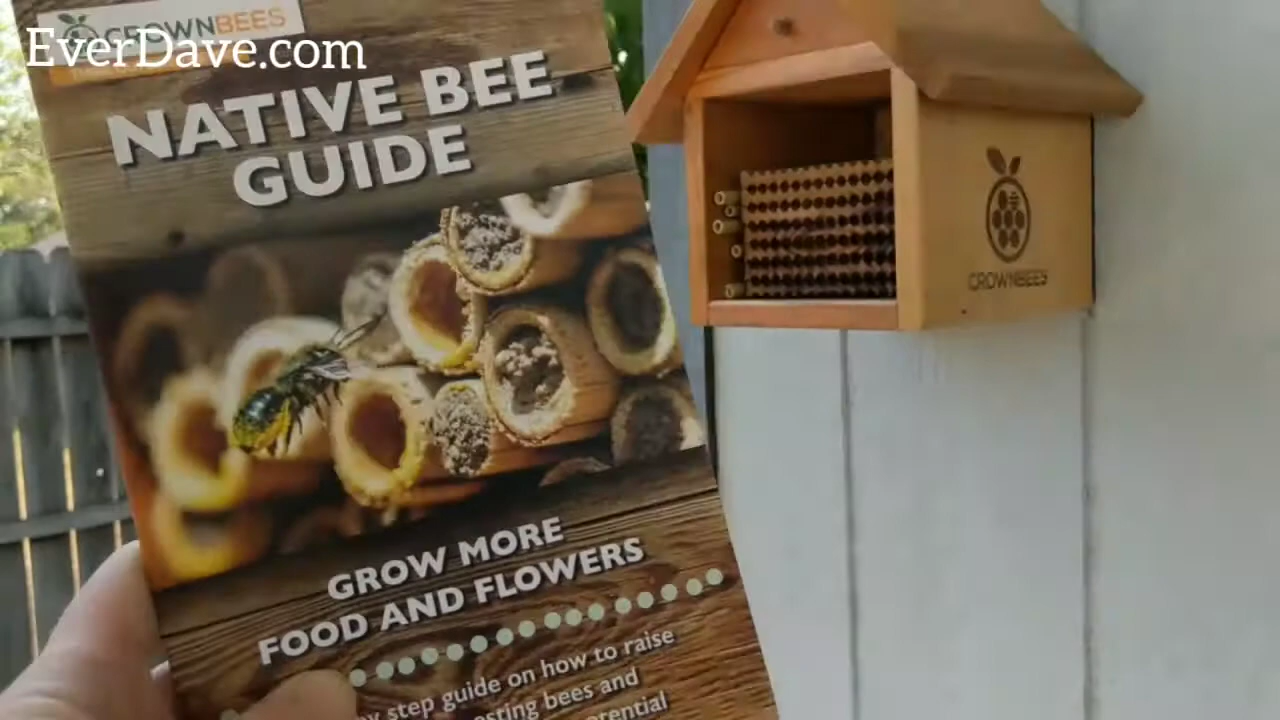 CROWNBEES
EverDave.com
NATIVE BEE
GUIDE
CROWNBEES
GROW MORE
FOOD AND FLOWERS
step guide on how to raise
bees and